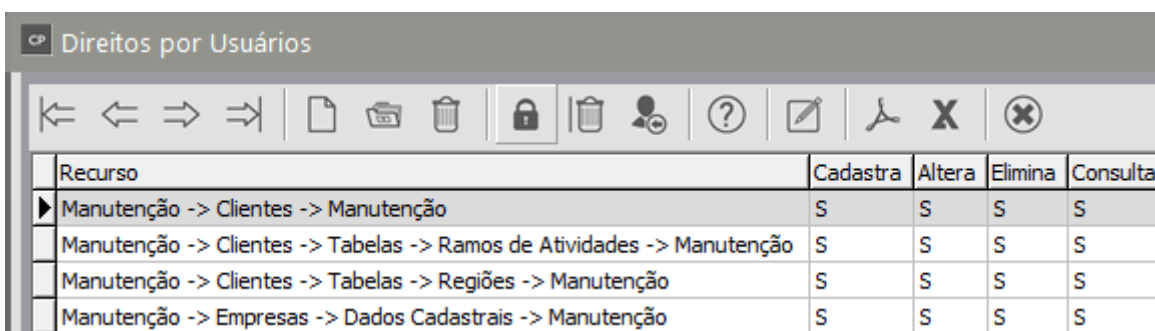 CP Direitos por Usuários
Recurso Cadastra Altera Elimina Consulta
Manutenção -> Clientes -> Manutenção S S S S
Manutenção -> Clientes -> Tabelas -> Ramos de Atividades -> Manutenção S S S S
Manutenção -> Clientes -> Tabelas -> Regiões -> Manutenção S S S S
Manutenção -> Empresas -> Dados Cadastrais -> Manutenção S S S S